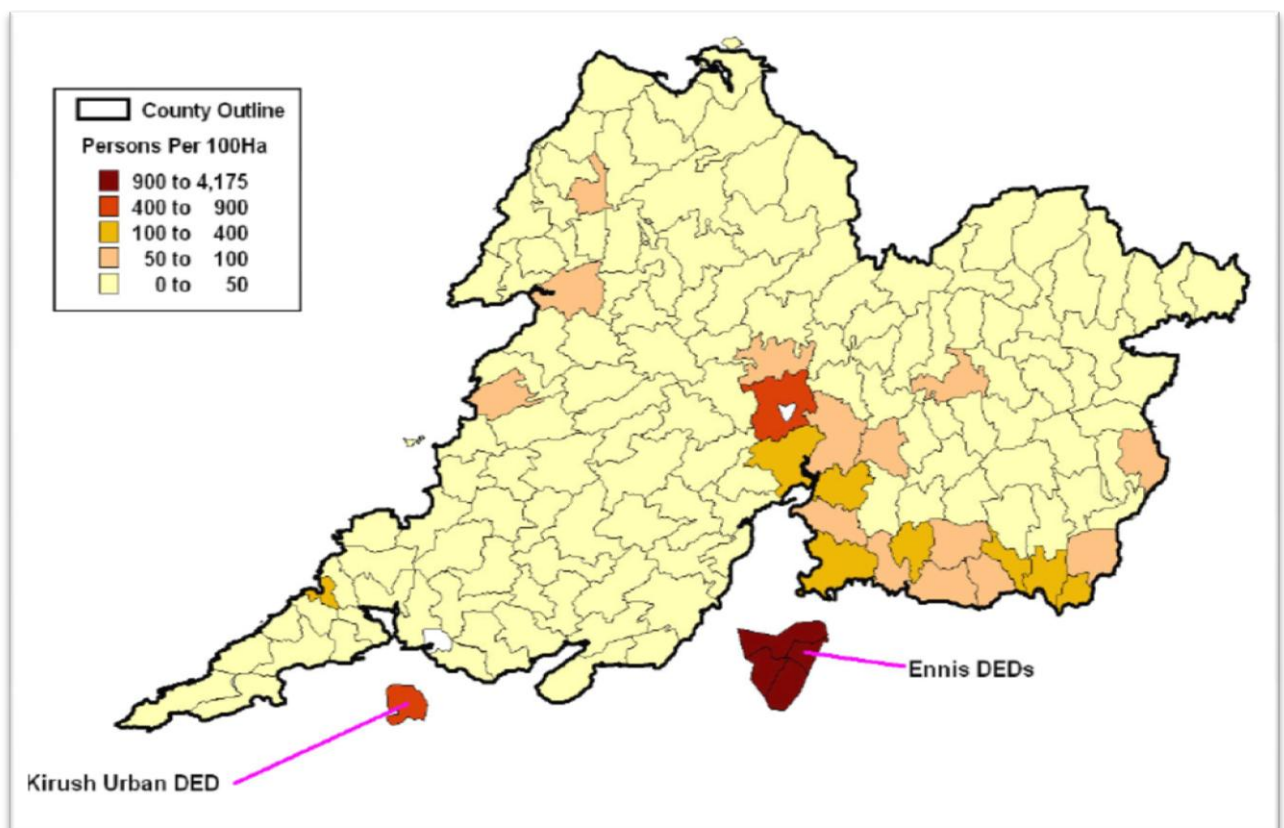 County Outline
Persons Per 100Ha
900 to 4,175
400 to 900
100 to 400
50 to 100
0 to 50
Ennis DEDs
Kirush Urban DED